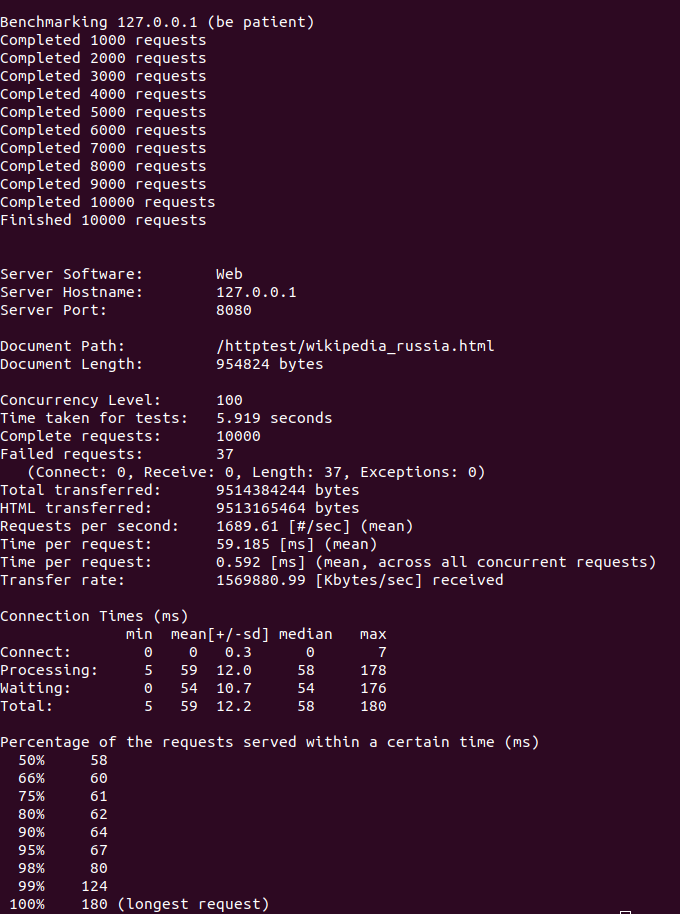 Benchmarking 127.0.0.1 (be patient)
Completed 1000 requests
Completed 2000 requests
Completed 3000 requests
Completed 4000 requests
Completed 5000 requests
Completed 6000 requests
Completed 7000 requests
Completed 8000 requests
Completed 9000 requests
Completed 10000 requests
Finished 10000 requests
Server Software:        Web
Server Hostname:        127.0.0.1
Server Port:            8080
Document Path:          /httptest/wikipedia_russia.html
Document Length:        954824 bytes
Concurrency Level:      100
Time taken for tests:   5.919 seconds
Complete requests:      10000
Failed requests:        37
   (Connect: 0, Receive: 0, Length: 37, Exceptions: 0)
Total transferred:      9514384244 bytes
HTML transferred:       9513165464 bytes
Requests per second:    1689.61 [#/sec] (mean)
Time per request:       59.185 [ms] (mean)
Time per request:       0.592 [ms] (mean, across all concurrent requests)
Transfer rate:          1569880.99 [Kbytes/sec] received
Connection Times (ms)
              min  mean[+/-sd] median   max
Connect:        0    0   0.3      0       7
Processing:     5   59  12.0     58     178
Waiting:        0   54  10.7     54     176
Total:          5   59  12.2     58     180
Percentage of the requests served within a certain time (ms)
  50%     58
  66%     60
  75%     61
  80%     62
  90%     64
  95%     67
  98%     80
  99%    124
 100%    180 (longest request)